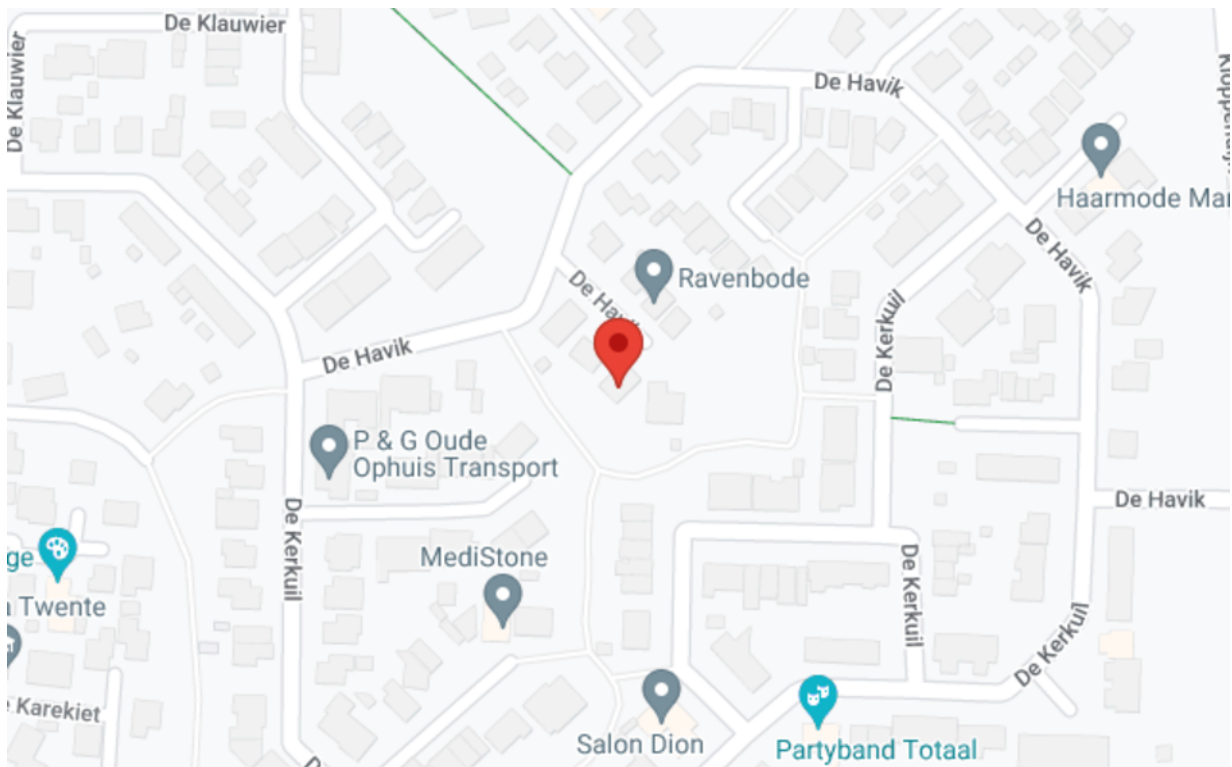 De Klauwier
De Klauwier
De Havik
Haarmode Mar
De Havik
Ravenbode
De Havik
De Kerkuil
De Havik
P & G Oude
Ophuis Transport
De Havik
De Kerkuil
MediStone
De Kerkuil
Twente
De Kerkuil
Karekiet
Salon Dion
Partyband Totaal